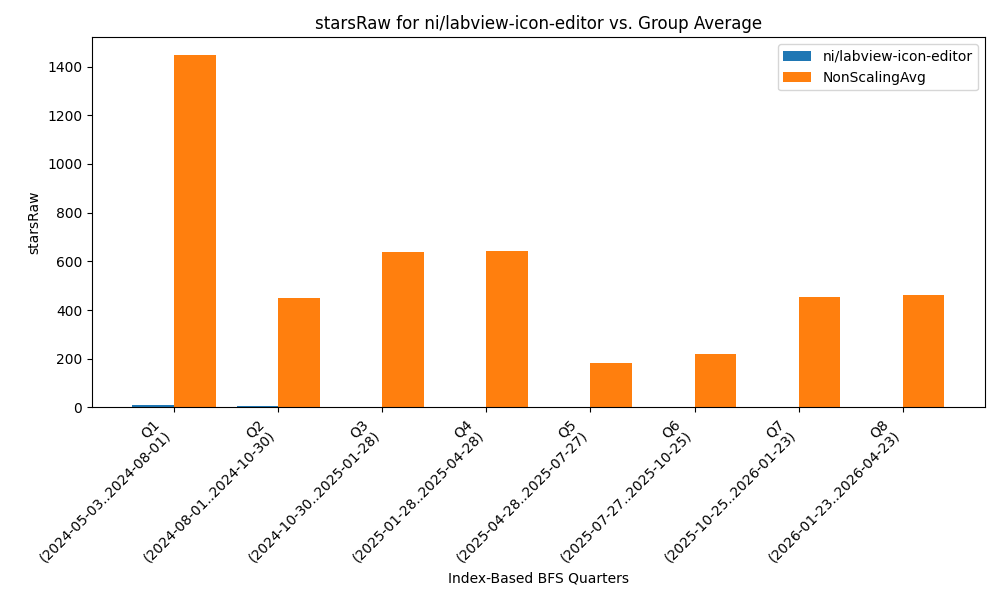 starsRaw for ni/labview-icon-editor vs. Group Average
ni/labview-icon-editor
NonScalingAvg
starsRaw
1400
1200
1000
800
600
400
200
0
Q1
(2024-05-03..2024-08-01)
Q2
(2024-08-01..2024-10-30)
Q3
(2024-10-30..2025-01-28)
Q4
(2025-01-28..2025-04-28)
Q5
(2025-04-28..2025-07-27)
Q6
(2025-07-27..2025-10-25)
Q7
(2025-10-25..2026-01-23)
Q8
(2026-01-23..2026-04-23)
Index-Based BFS Quarters